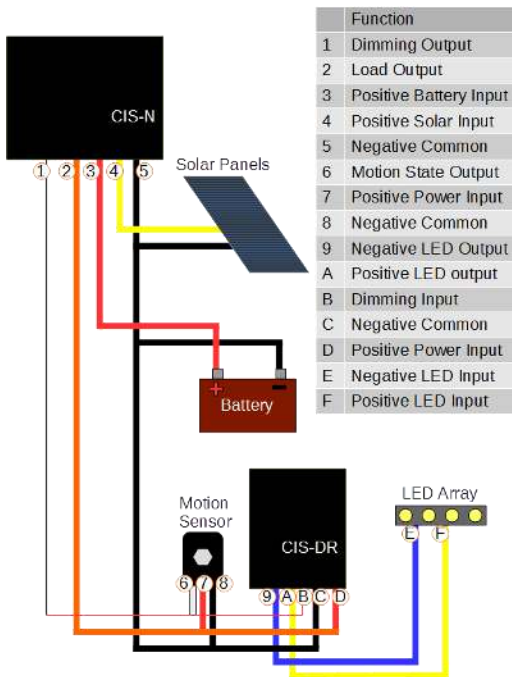 Function
1 Dimming Output
2 Load Output
3 Positive Battery Input
4 Positive Solar Input
5 Negative Common
6 Motion State Output
7 Positive Power Input
8 Negative Common
9 Negative LED Output
A Positive LED output
B Dimming Input
C Negative Common
D Positive Power Input
E Negative LED Input
F Positive LED Input
CIS-N
1 2 3 4 5
Solar Panels
+ -
Battery
Motion
Sensor
6 7 8
CIS-DR
9 A B C D
LED Array
E F